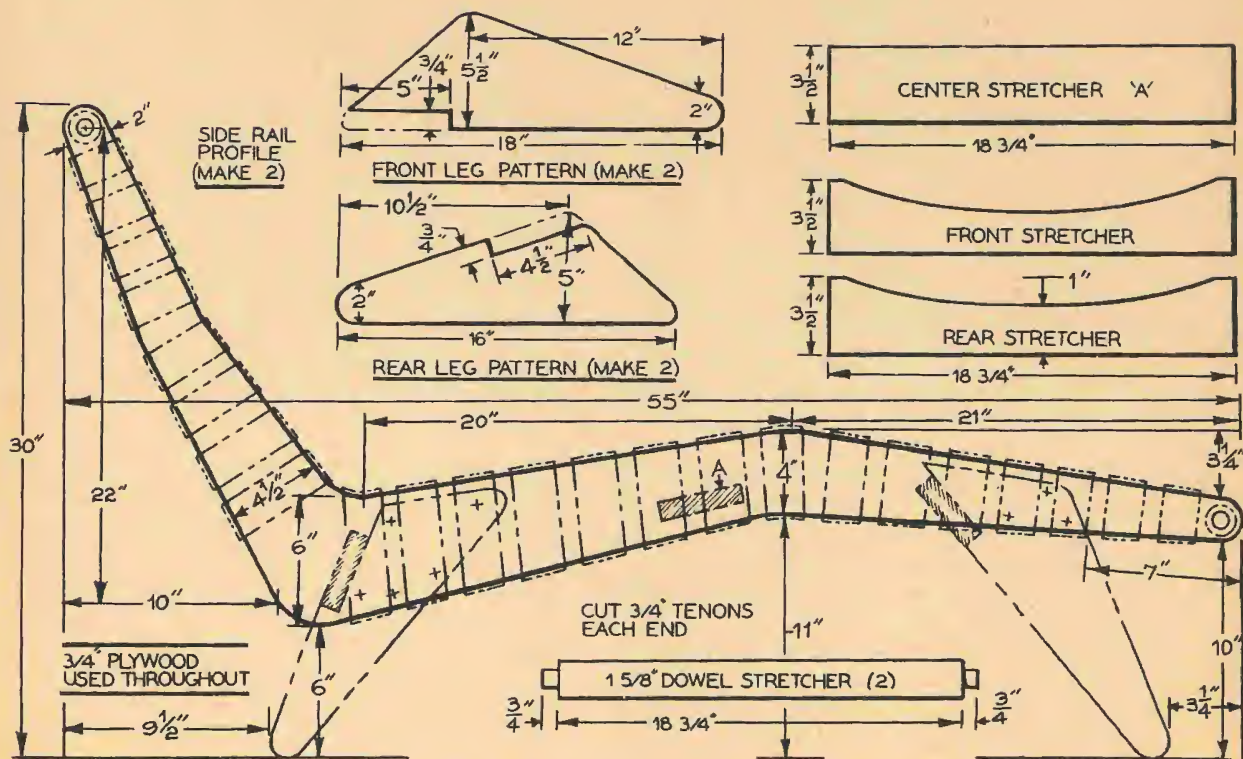 12"
3/4"
5 1/2"
5"
2"
18"
FRONT LEG PATTERN (MAKE 2)
SIDE RAIL
PROFILE
(MAKE 2)
2"
10 1/2"
3/4"
4 1/2"
5"
2"
16"
REAR LEG PATTERN (MAKE 2)
3 1/2"
CENTER STRETCHER 'A'
18 3/4"
3 1/2"
FRONT STRETCHER
1"
3 1/2"
REAR STRETCHER
18 3/4"
55"
30"
20"
21"
22"
4 1/2"
6"
A
4"
3 1/4"
10"
7"
CUT 3/4" TENONS
EACH END
11"
10"
3/4" PLYWOOD
USED THROUGHOUT
6"
1 5/8" DOWEL STRETCHER (2)
9 1/2"
3/4"
18 3/4"
3/4"
3 1/4"